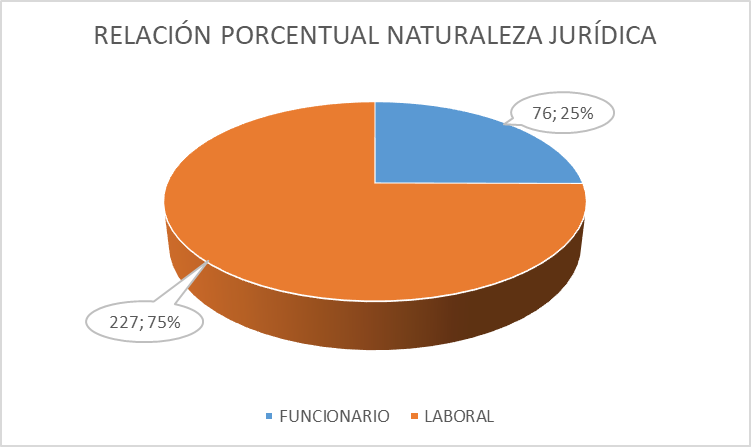 RELACIÓN PORCENTUAL NATURALEZA JURÍDICA
76; 25%
227; 75%
FUNCIONARIO LABORAL